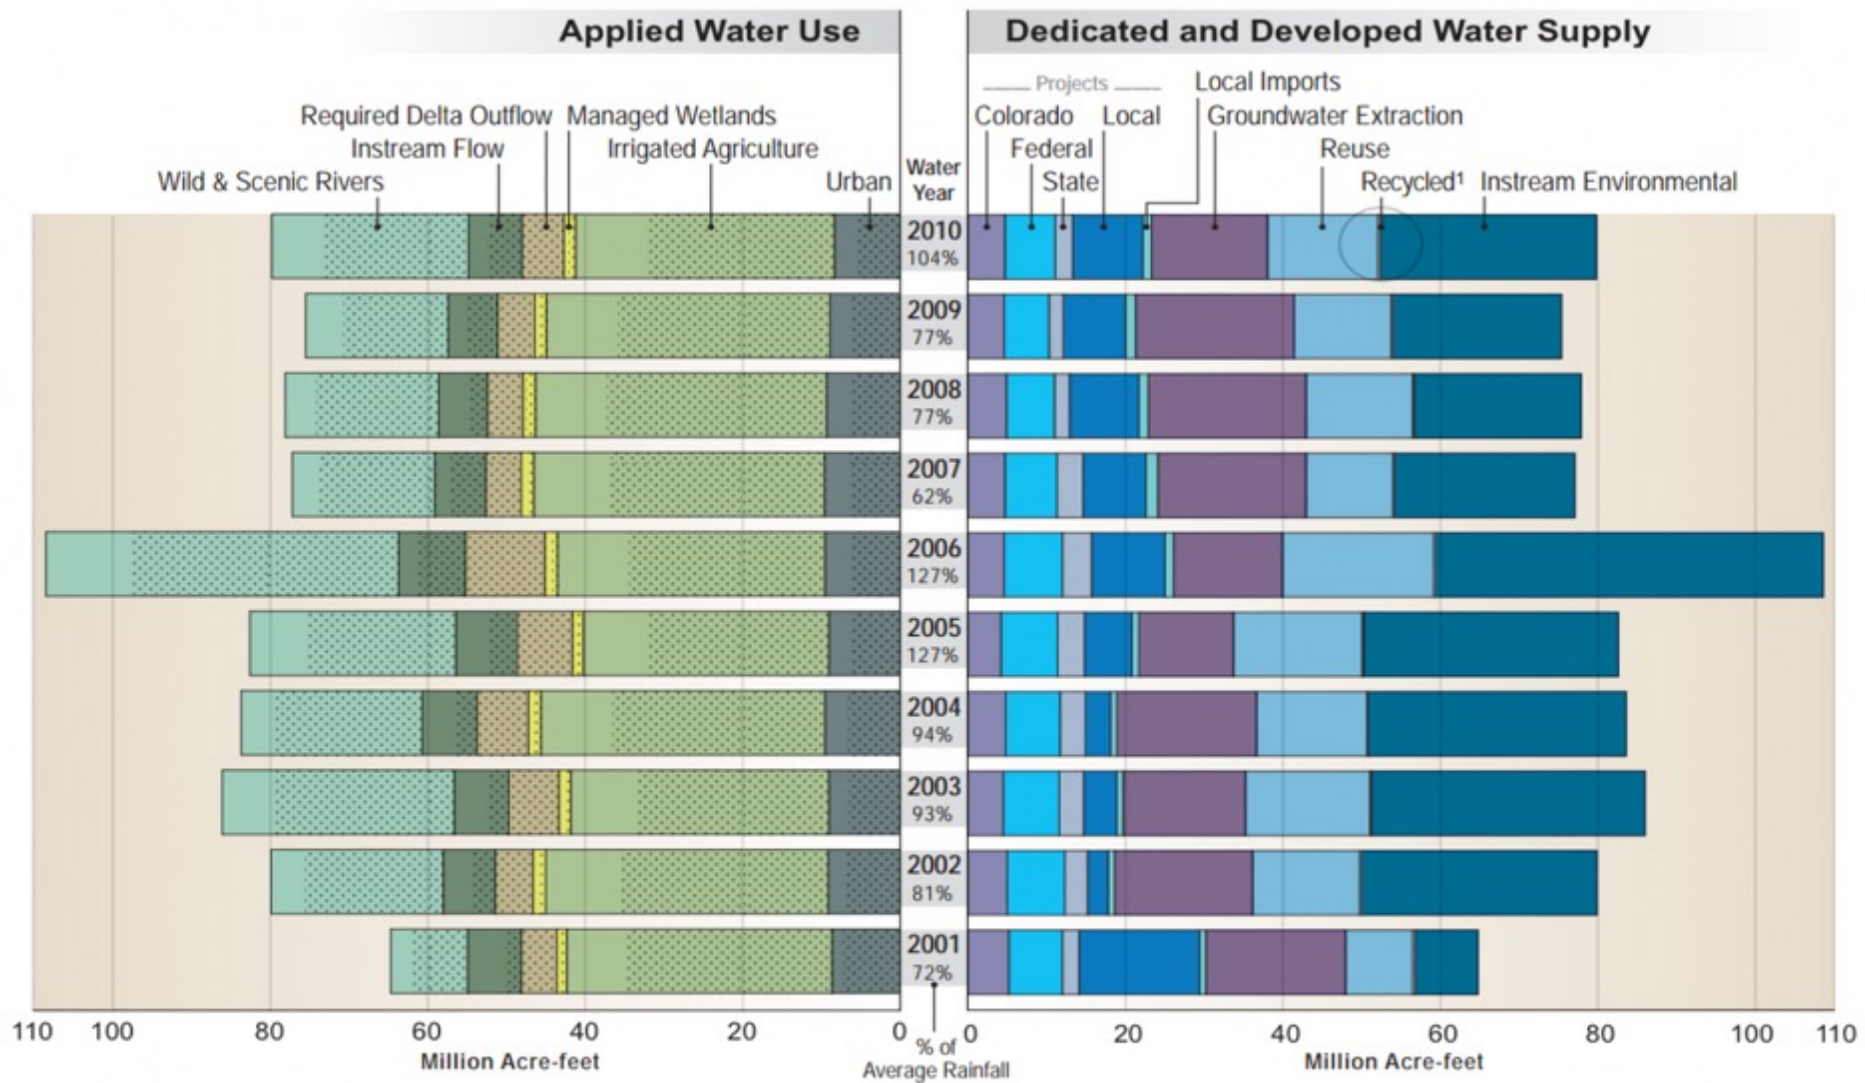 Applied Water Use
Dedicated and Developed Water Supply
Projects
Local Imports
Required Delta Outflow
Managed Wetlands
Colorado
Local
Groundwater Extraction
Instream Flow
Irrigated Agriculture
Federal
Reuse
Wild & Scenic Rivers
Urban
Water
Year
State
Recycled¹
Instream Environmental
2010
104%
2009
77%
2008
77%
2007
62%
2006
127%
2005
127%
2004
94%
2003
93%
2002
81%
2001
72%
110 100 80 60 40 20 0
0 20 40 60 80 100 110
Million Acre-feet
% of
Average Rainfall
Million Acre-feet